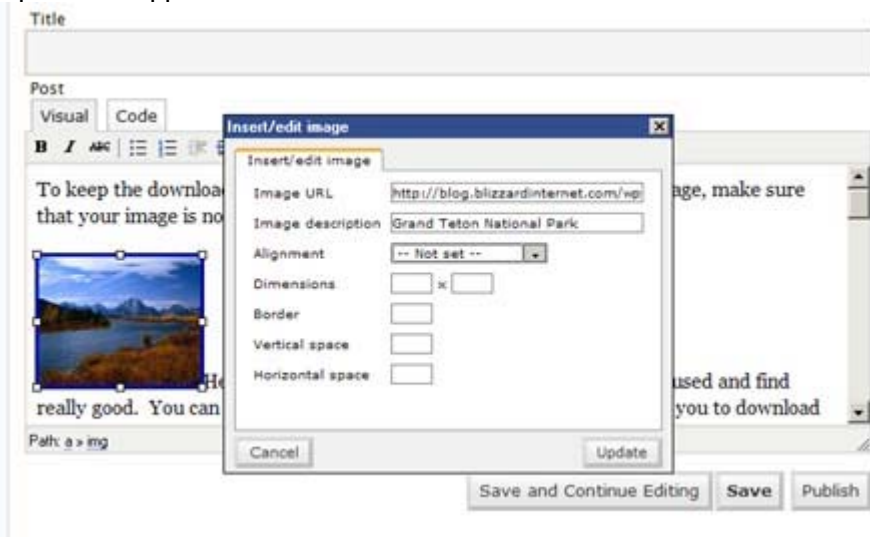 Title
Post
Visual Code
B I ABC
To keep the downloa age, make sure
that your image is no
He used and find
really good. You can you to download
Path: a » img
Insert/edit image
Insert/edit image
Image URL http://blog.blizzardinternet.com/wp
Image description Grand Teton National Park
Alignment -- Not set --
Dimensions x
Border
Vertical space
Horizontal space
Cancel Update
Save and Continue Editing Save Publish